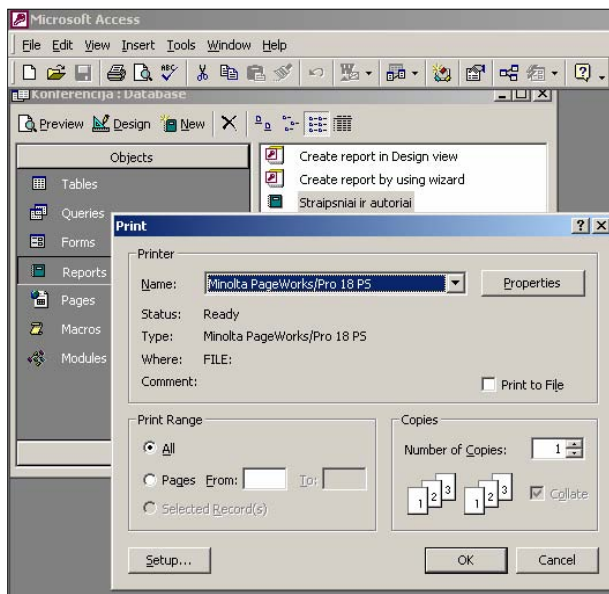 Microsoft Access
File Edit View Insert Tools Window Help
Konferencija : Database
Preview Design New
Objects
Create report in Design view
Create report by using wizard
Straipsniai ir autoriai
Tables
Queries
Forms
Reports
Pages
Macros
Modules
Print
Printer
Name: Minolta PageWorks/Pro 18 PS Properties
Status: Ready
Type: Minolta PageWorks/Pro 18 PS
Where: FILE:
Comment: Print to File
Print Range
All
Pages From: To:
Selected Record(s)
Copies
Number of Copies: 1
1 2 3 1 2 3 Collate
Setup... OK Cancel